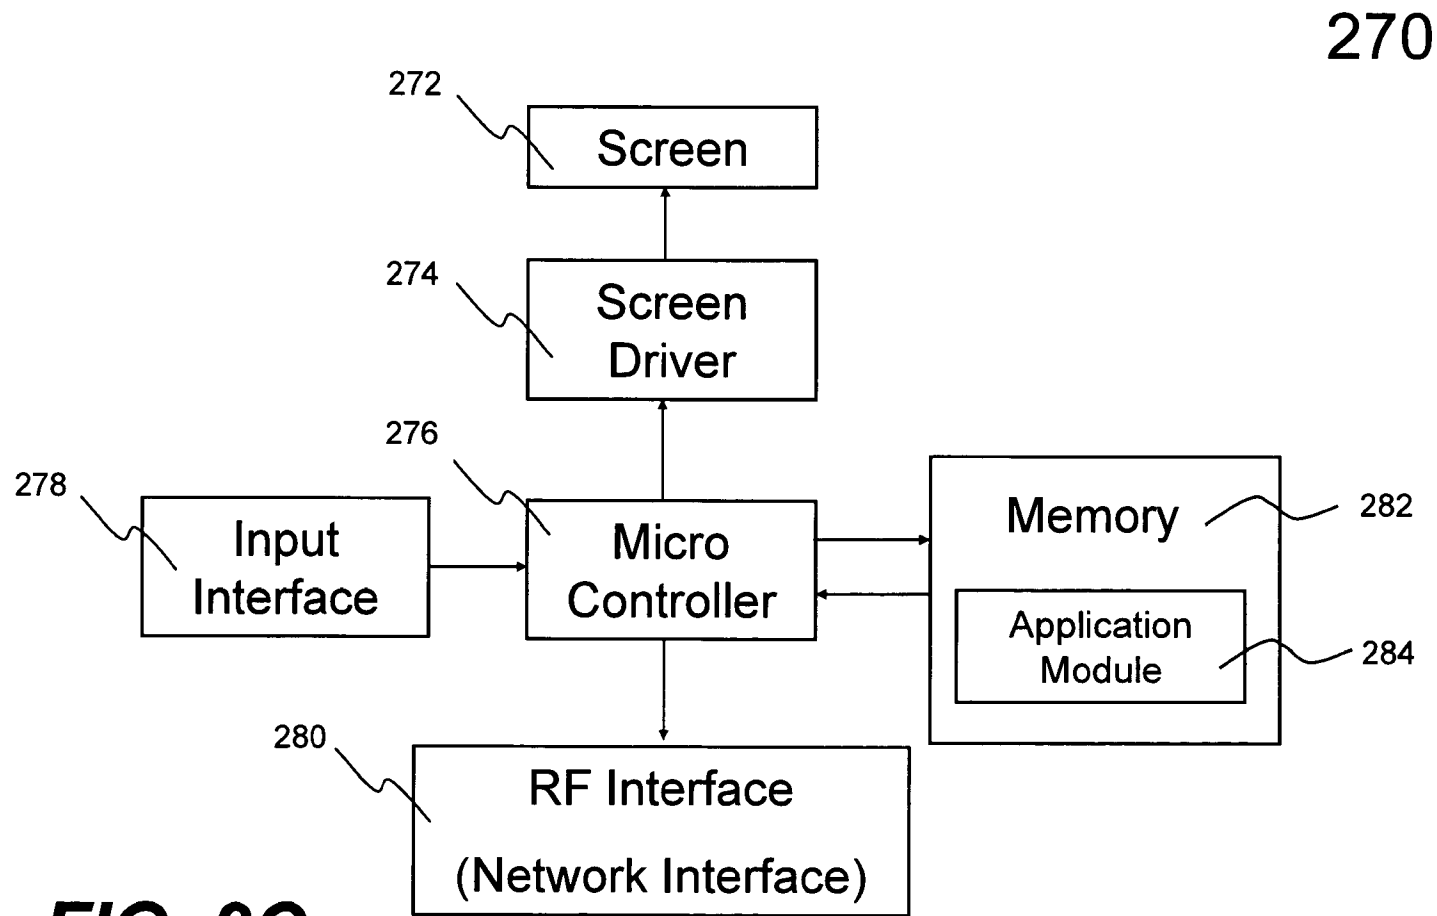 270
272
Screen
274
Screen
Driver
276
278
Input
Interface
Micro
Controller
Memory
282
Application
Module
284
280
RF Interface
(Network Interface)